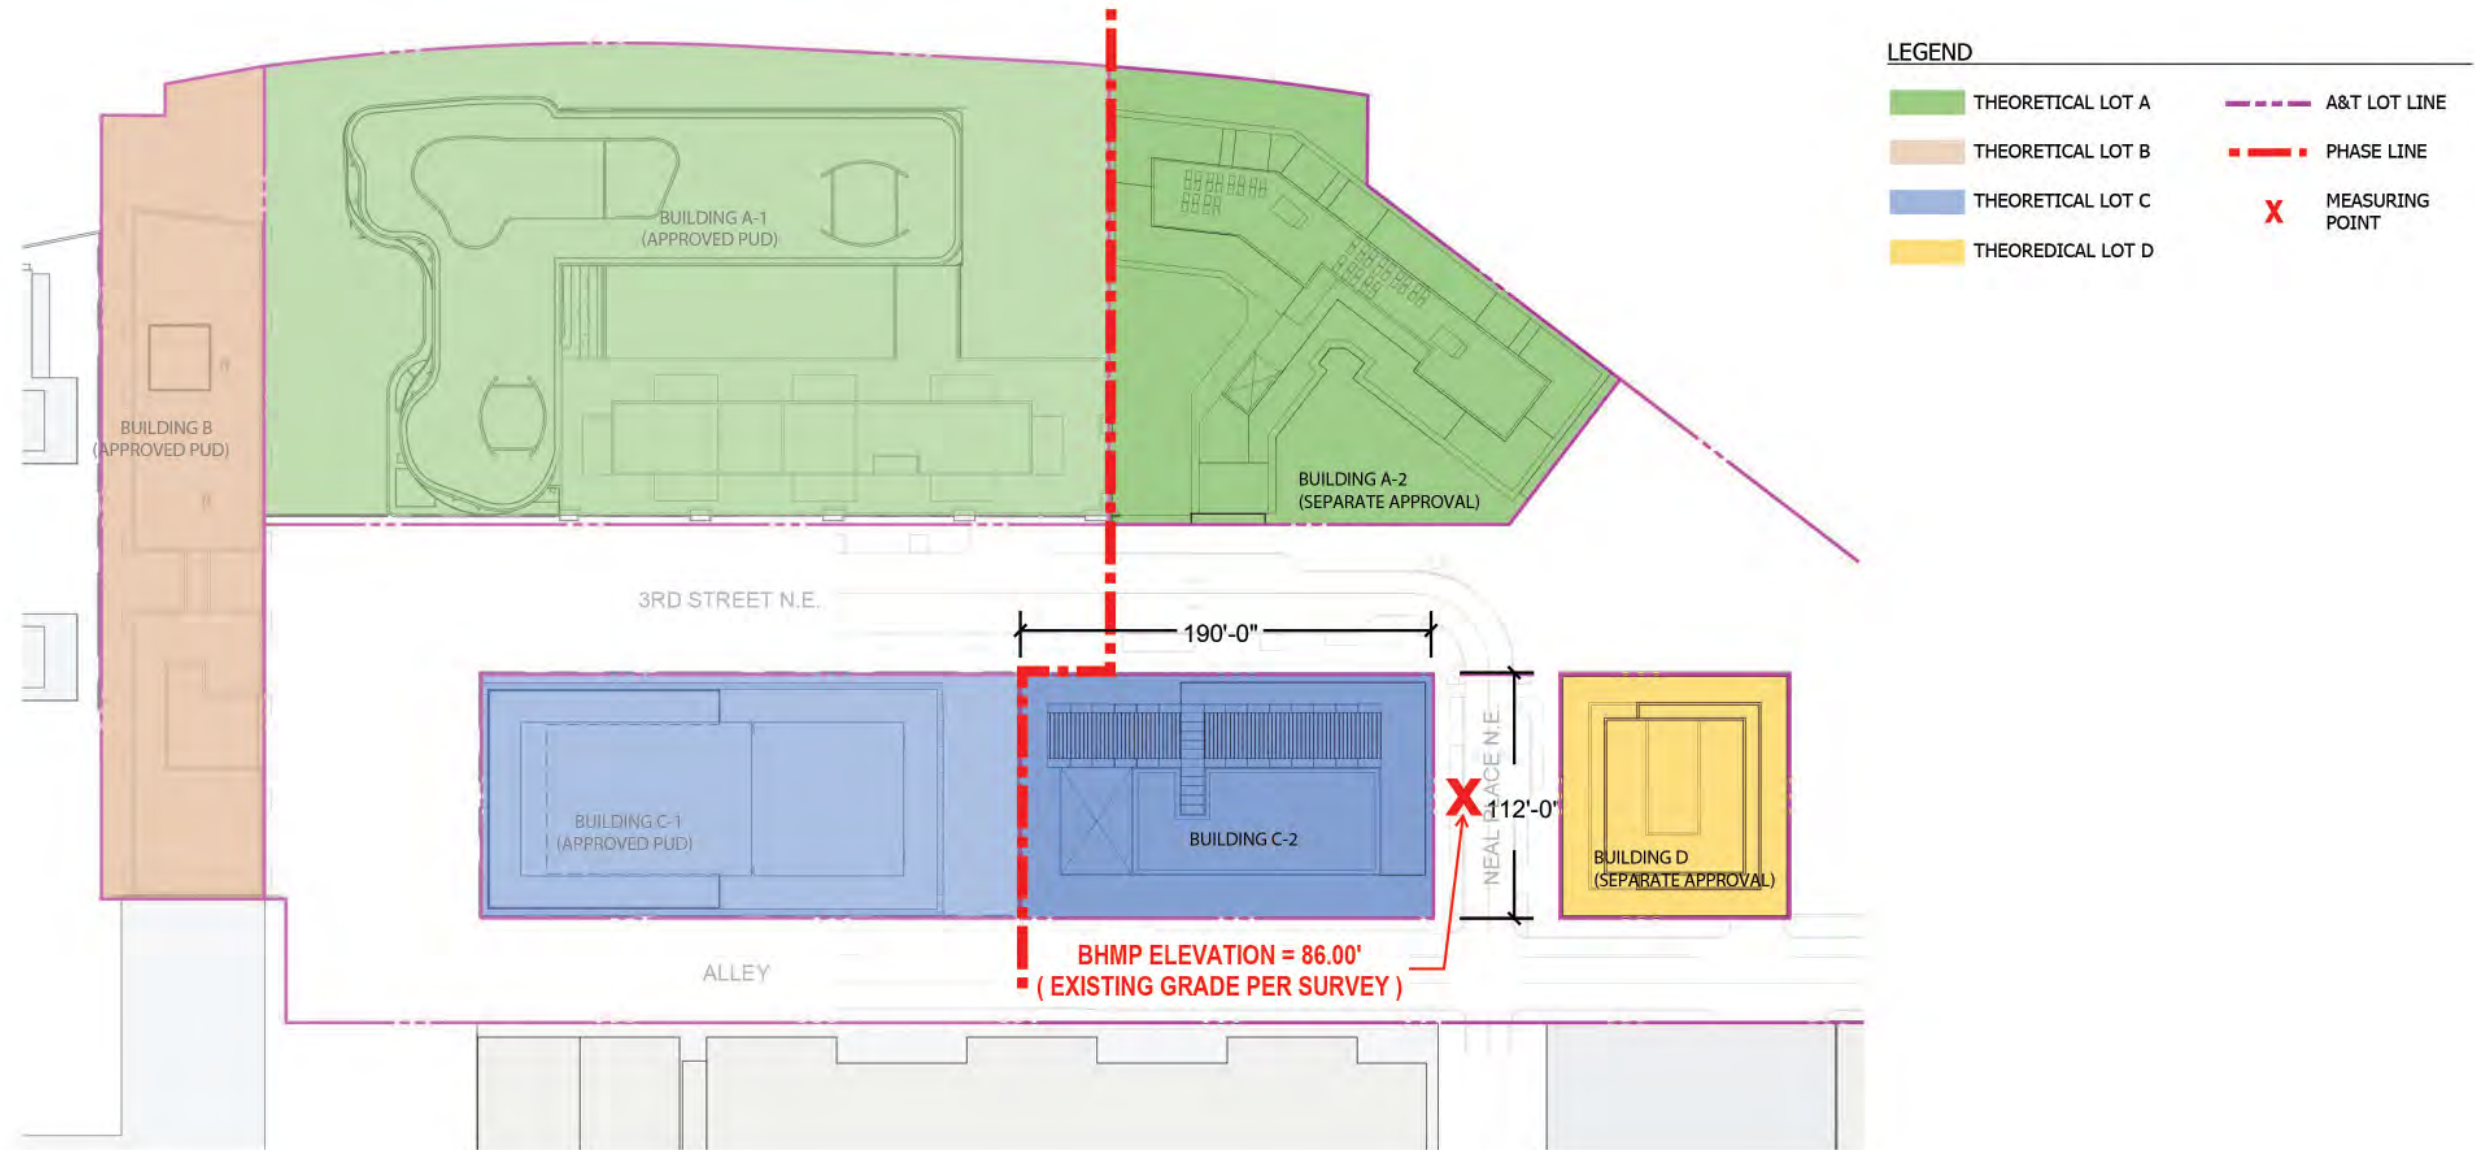 LEGEND
THEORETICAL LOT A
THEORETICAL LOT B
THEORETICAL LOT C
THEOREDICAL LOT D
A&T LOT LINE
PHASE LINE
X
MEASURING
POINT
BUILDING A-1
(APPROVED PUD)
BUILDING B
(APPROVED PUD)
BUILDING A-2
(SEPARATE APPROVAL)
3RD STREET N.E.
190'-0"
BUILDING C-1
(APPROVED PUD)
BUILDING C-2
X
112'-0"
NEAL PLACE N.E.
BUILDING D
(SEPARATE APPROVAL)
BHMP ELEVATION = 86.00'
( EXISTING GRADE PER SURVEY )
ALLEY